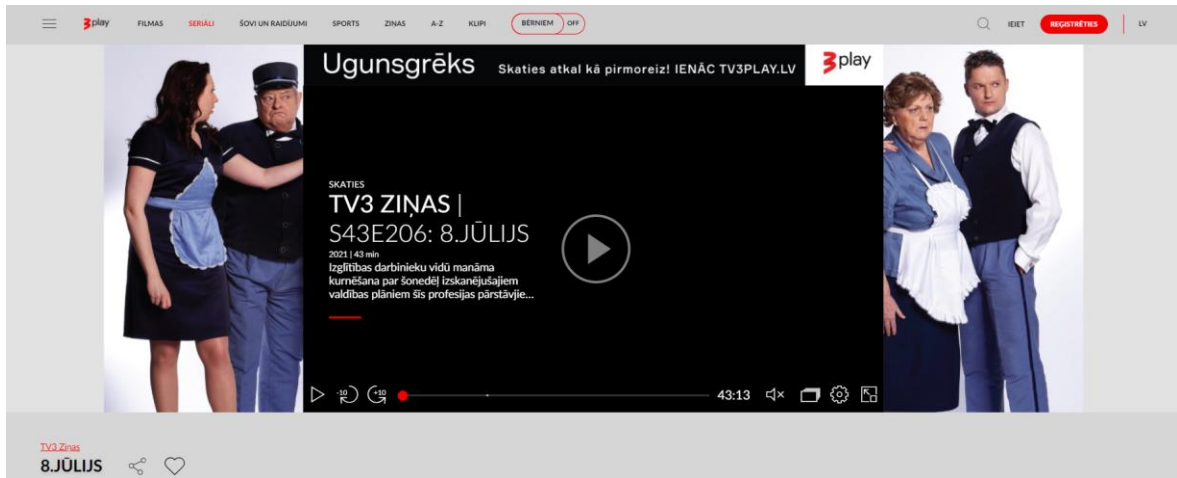 3play FILMAS SERIĀLI ŠOVI UN RAIDĪJUMI SPORTS ZIŅAS A-Z KLIPI BĒRNIEM OFF IEIET REĢISTRĒTIES LV
Ugunsgrēks Skaties atkal kā pirmoreiz! IENĀC TV3PLAY.LV 3play
SKATIES
TV3 ZIŅAS |
S43E206: 8.JŪLIJS
2021 | 43 min
Izglītības darbinieku vidū manāma
kurnēšana par šonedēļ izskanējušajiem
valdības plāniem šīs profesijas pārstāvjie...
-10 +10 43:13
TV3 Ziņas
8.JŪLIJS